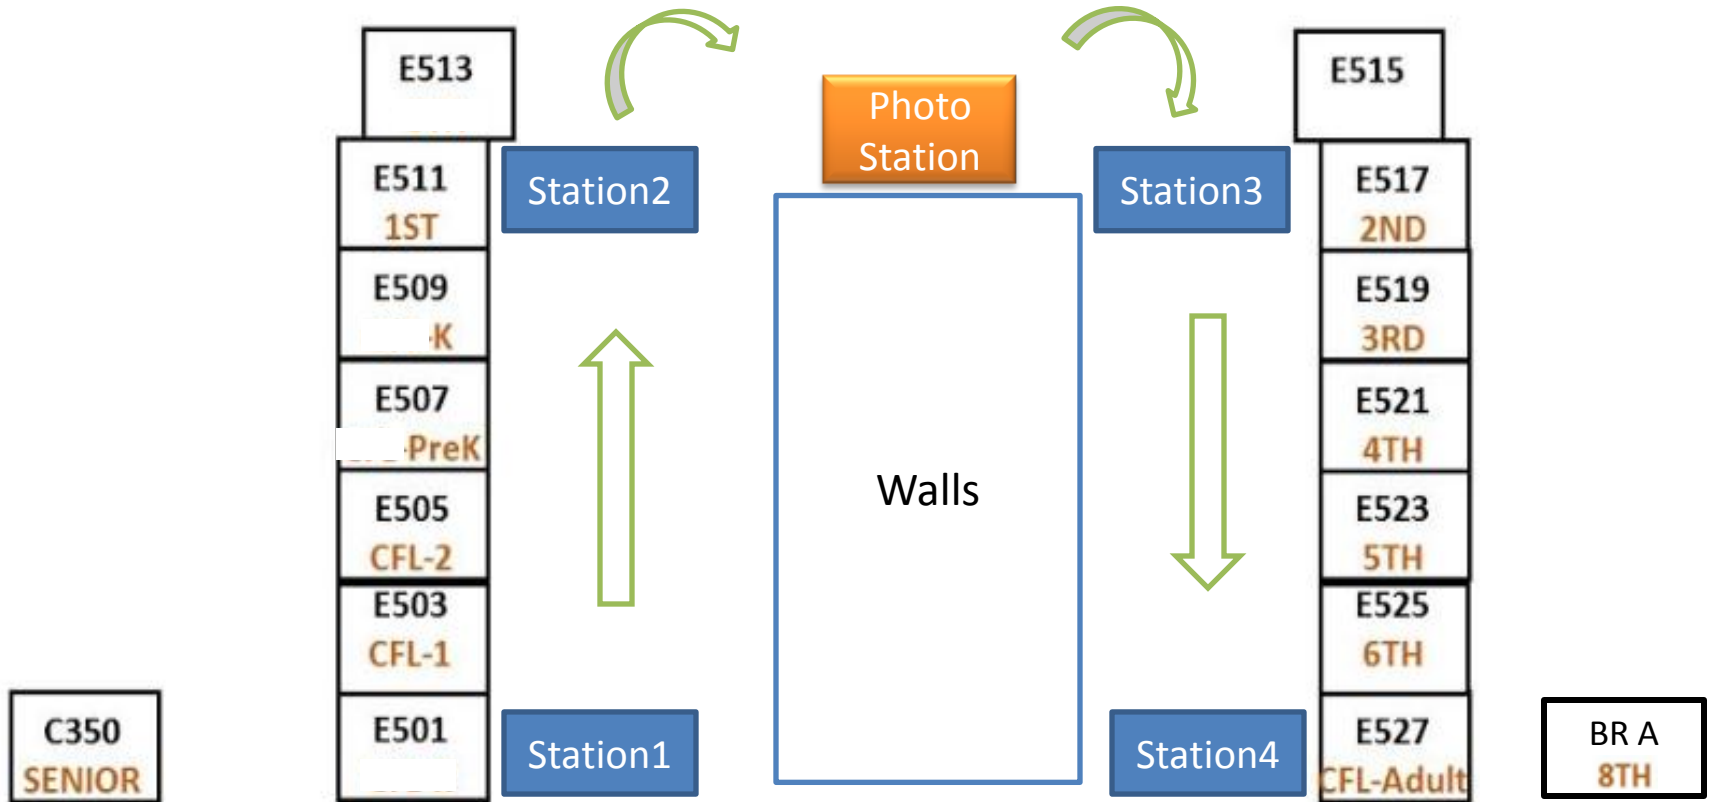 E513
E515
Photo
Station
E511
1ST
Station2
Station3
E517
2ND
E509
-K
E519
3RD
E507
-PreK
E521
4TH
E505
CFL-2
Walls
E523
5TH
E503
CFL-1
E525
6TH
C350
SENIOR
E501
Station1
Station4
E527
CFL-Adult
BR A
8TH